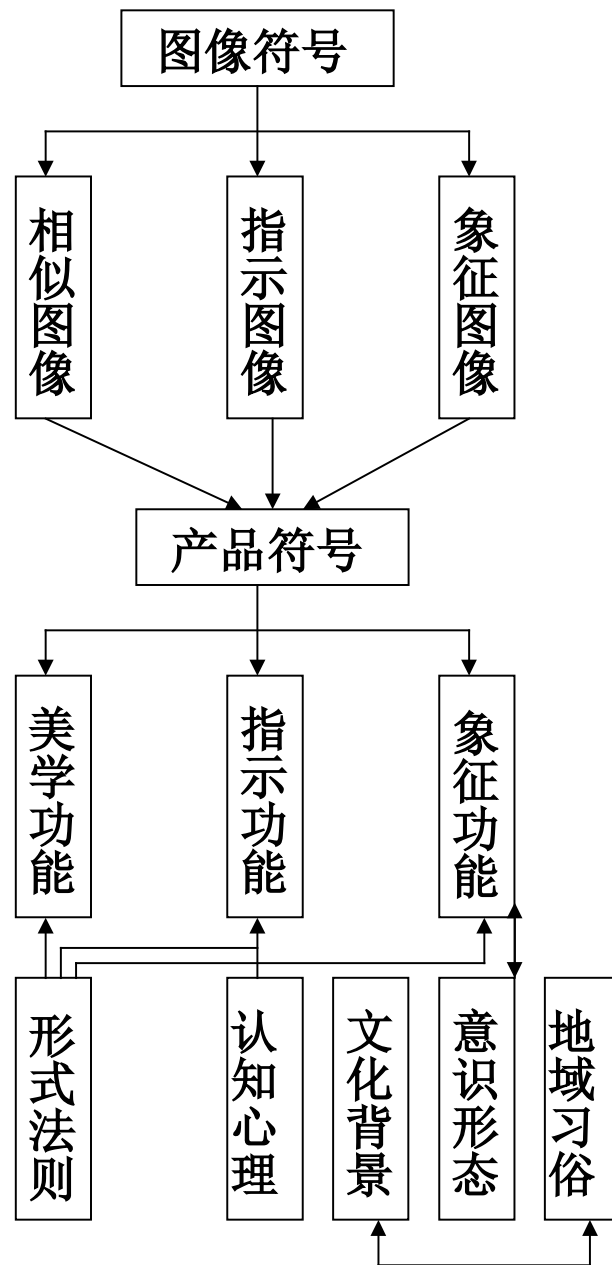 图像符号
相似图像
指示图像
象征图像
产品符号
美学功能
指示功能
象征功能
形式法则
认知心理
文化背景
意识形态
地域习俗